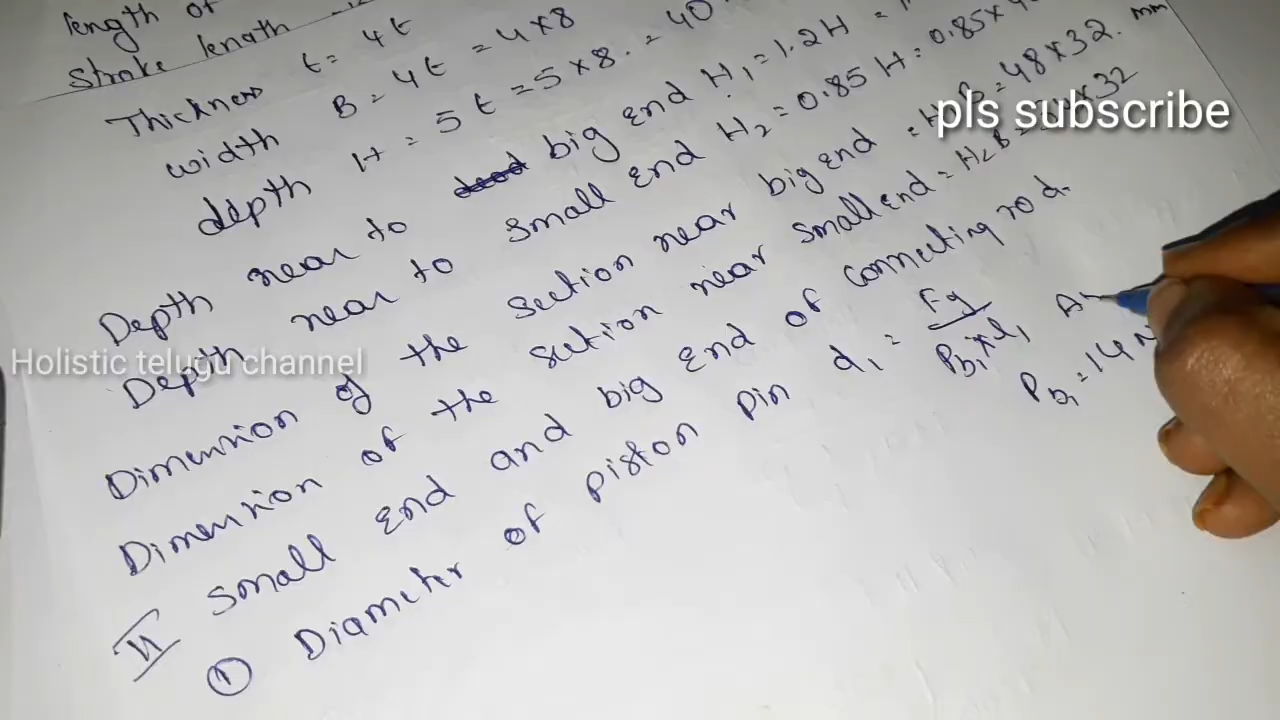 length of
Stroke length
Thickness t = 4t
width B = 4t = 4×8
depth H = 5t = 5×8. = 40
Depth near to big end H1 = 1.2H =
Depth near to small end H2 = 0.85H = 0.85×
Dimension of the section near big end = H1B = 48×32. mm
Dimension of the section near small end = H2B = ×32
II small end and big end of connecting rod.
① Diameter of piston pin d1 = Fg / Pb1×l1
Pb1 = 14 N
pls subscribe
Holistic telugu channel